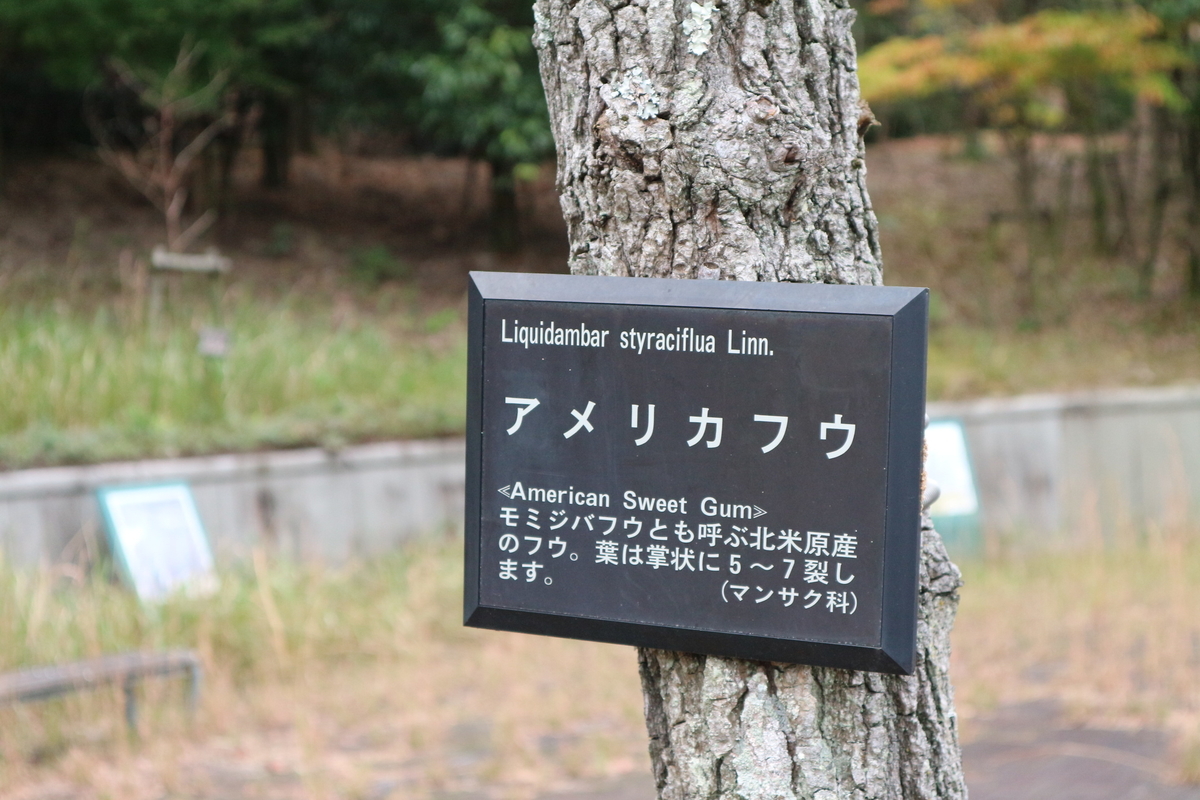 Liquidambar styraciflua Linn.
アメリカフウ
≪American Sweet Gum≫
モミジバフウとも呼ぶ北米原産
のフウ。葉は掌状に5～7裂し
ます。
(マンサク科)